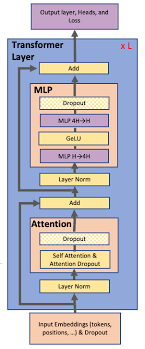 Output layer, Heads, and
Loss
Transformer
Layer
x L
Add
MLP
Dropout
MLP 4H→H
GeLU
MLP H→4H
Layer Norm
Add
Attention
Dropout
Self Attention &
Attention Dropout
Layer Norm
Input Embeddings (tokens,
positions, ...) & Dropout